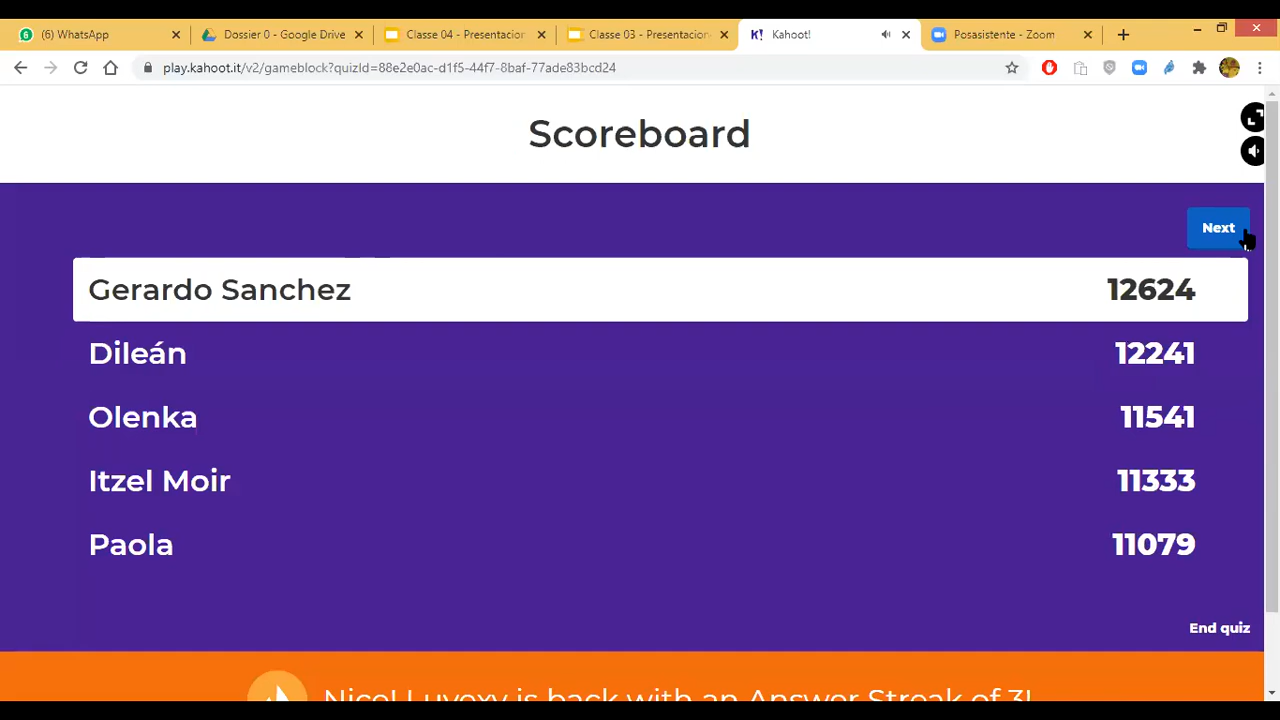 6 (6) WhatsApp
Dossier 0 - Google Drive
Classe 04 - Presentacion
Classe 03 - Presentacion
K! Kahoot!
Posasistente - Zoom
play.kahoot.it/v2/gameblock?quizId=88e2e0ac-d1f5-44f7-8baf-77ade83bcd24
Scoreboard
Next
Gerardo Sanchez 12624
Dileán 12241
Olenka 11541
Itzel Moir 11333
Paola 11079
End quiz
Nice! Luvexy is back with an Answer Streak of 3!